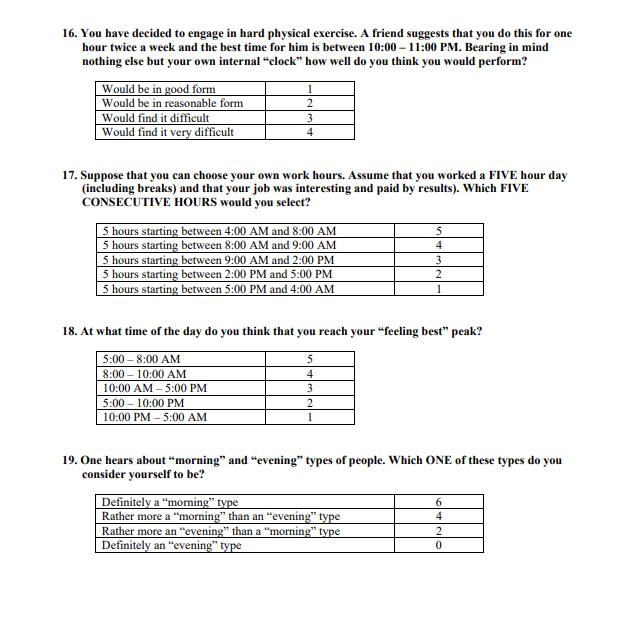 16. You have decided to engage in hard physical exercise. A friend suggests that you do this for one
hour twice a week and the best time for him is between 10:00 – 11:00 PM. Bearing in mind
nothing else but your own internal “clock” how well do you think you would perform?
Would be in good form 1
Would be in reasonable form 2
Would find it difficult 3
Would find it very difficult 4
17. Suppose that you can choose your own work hours. Assume that you worked a FIVE hour day
(including breaks) and that your job was interesting and paid by results). Which FIVE
CONSECUTIVE HOURS would you select?
5 hours starting between 4:00 AM and 8:00 AM 5
5 hours starting between 8:00 AM and 9:00 AM 4
5 hours starting between 9:00 AM and 2:00 PM 3
5 hours starting between 2:00 PM and 5:00 PM 2
5 hours starting between 5:00 PM and 4:00 AM 1
18. At what time of the day do you think that you reach your “feeling best” peak?
5:00 – 8:00 AM 5
8:00 – 10:00 AM 4
10:00 AM – 5:00 PM 3
5:00 – 10:00 PM 2
10:00 PM – 5:00 AM 1
19. One hears about “morning” and “evening” types of people. Which ONE of these types do you
consider yourself to be?
Definitely a “morning” type 6
Rather more a “morning” than an “evening” type 4
Rather more an “evening” than a “morning” type 2
Definitely an “evening” type 0